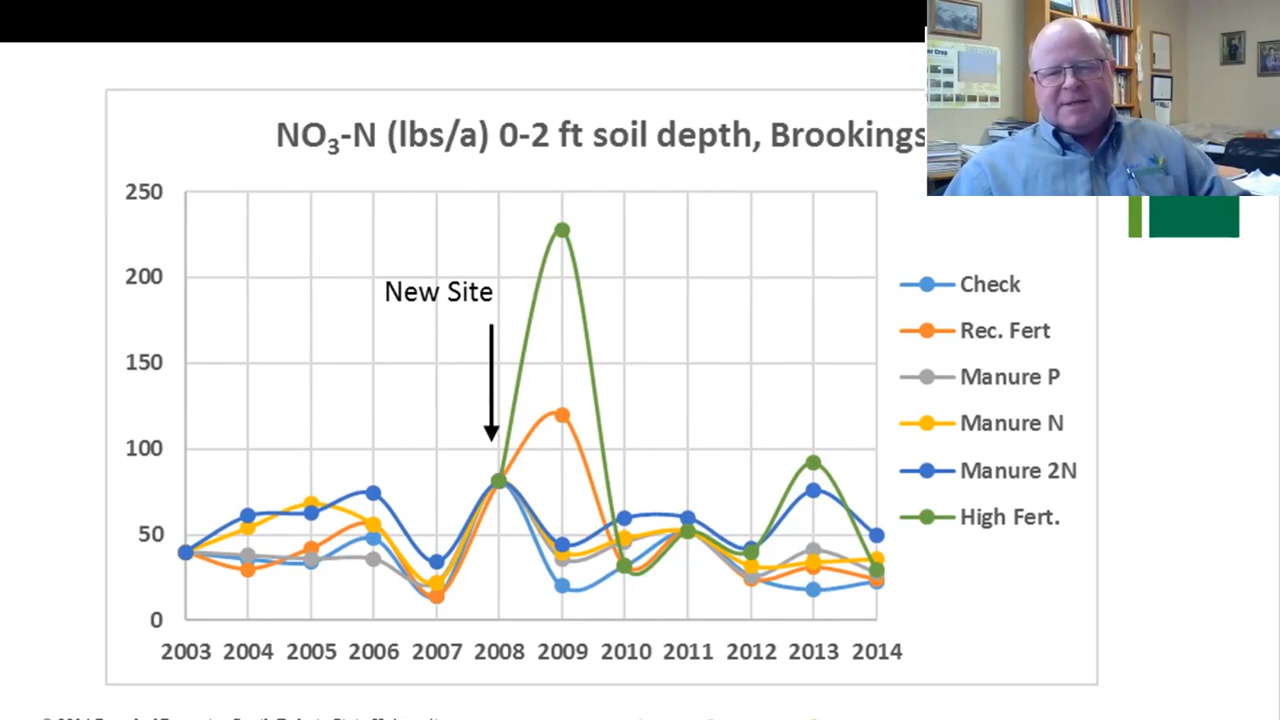 NO3-N (lbs/a) 0-2 ft soil depth, Brookings
250
200
150
100
50
0
New Site
2003 2004 2005 2006 2007 2008 2009 2010 2011 2012 2013 2014
Check
Rec. Fert
Manure P
Manure N
Manure 2N
High Fert.